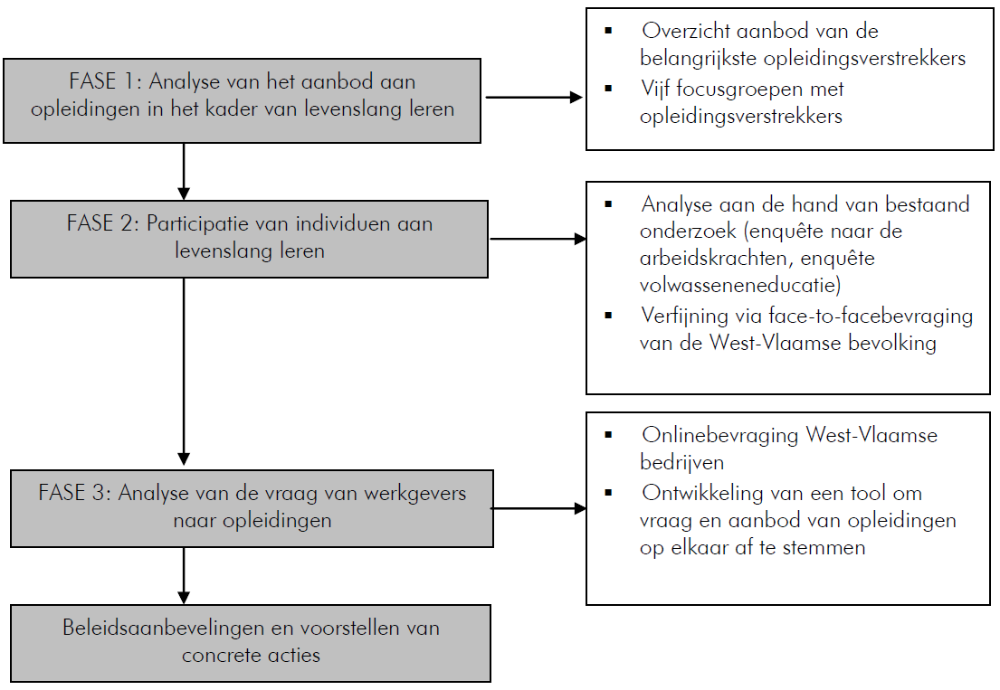 FASE 1: Analyse van het aanbod aan
opleidingen in het kader van levenslang leren
▪ Overzicht aanbod van de
belangrijkste opleidingsverstrekkers
▪ Vijf focusgroepen met
opleidingsverstrekkers
FASE 2: Participatie van individuen aan
levenslang leren
▪ Analyse aan de hand van bestaand
onderzoek (enquête naar de
arbeidskrachten, enquête
volwasseneneducatie)
▪ Verfijning via face-to-facebevraging
van de West-Vlaamse bevolking
FASE 3: Analyse van de vraag van werkgevers
naar opleidingen
▪ Onlinebevraging West-Vlaamse
bedrijven
▪ Ontwikkeling van een tool om
vraag en aanbod van opleidingen
op elkaar af te stemmen
Beleidsaanbevelingen en voorstellen van
concrete acties